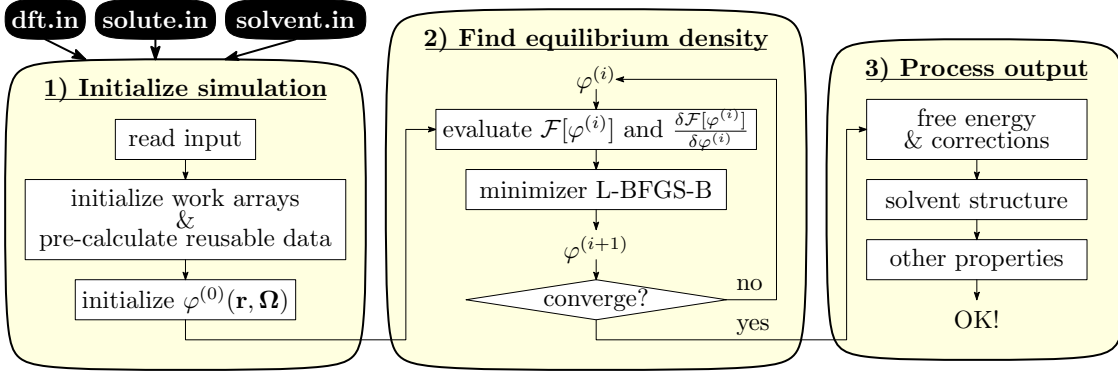 dft.in solute.in solvent.in
1) Initialize simulation
read input
initialize work arrays
&
pre-calculate reusable data
initialize φ^(0)(r, Ω)
2) Find equilibrium density
φ^(i)
evaluate ℱ[φ^(i)] and δℱ[φ^(i)]/δφ^(i)
minimizer L-BFGS-B
φ^(i+1)
converge?
no
yes
3) Process output
free energy
& corrections
solvent structure
other properties
OK!